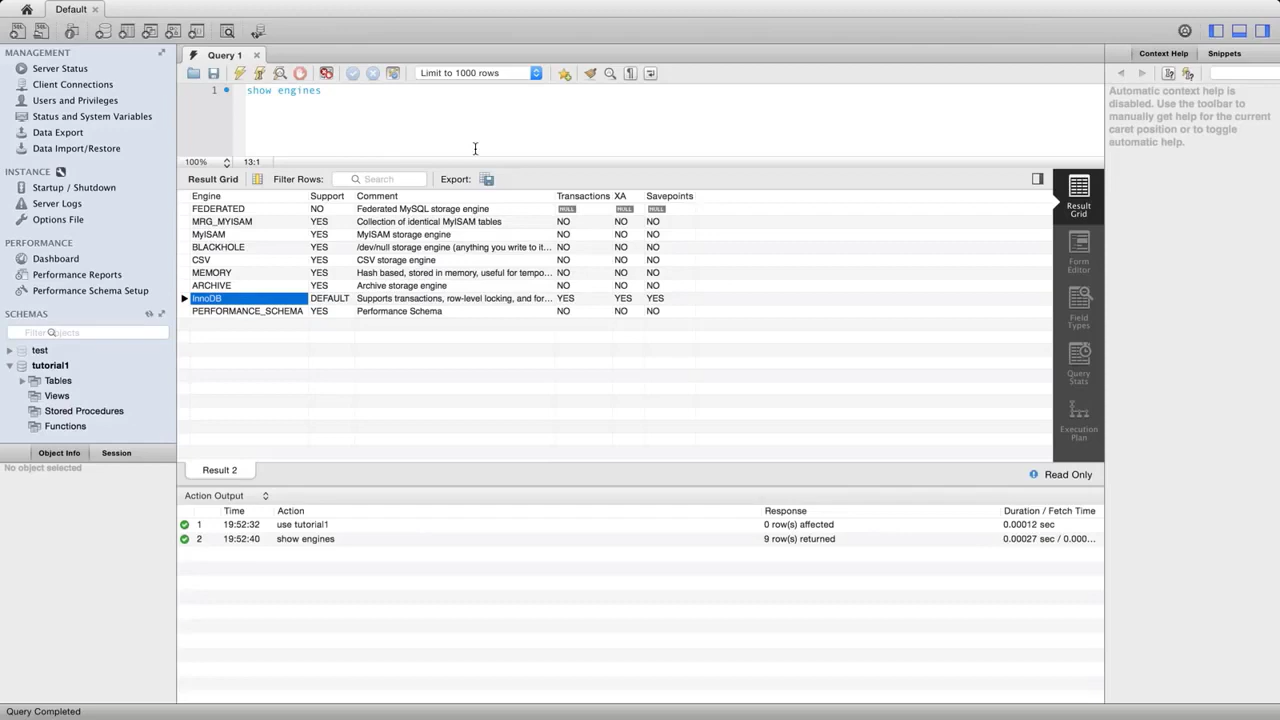 Default
Query 1
MANAGEMENT
Server Status
Client Connections
Users and Privileges
Status and System Variables
Data Export
Data Import/Restore
INSTANCE
Startup / Shutdown
Server Logs
Options File
PERFORMANCE
Dashboard
Performance Reports
Performance Schema Setup
SCHEMAS
Filter objects
test
tutorial1
Tables
Views
Stored Procedures
Functions
Object Info Session
No object selected
Limit to 1000 rows
1 show engines
100% 13:1
Result Grid Filter Rows: Search Export:
Engine Support Comment Transactions XA Savepoints
FEDERATED NO Federated MySQL storage engine NULL NULL NULL
MRG_MYISAM YES Collection of identical MyISAM tables NO NO NO
MyISAM YES MyISAM storage engine NO NO NO
BLACKHOLE YES /dev/null storage engine (anything you write to it... NO NO NO
CSV YES CSV storage engine NO NO NO
MEMORY YES Hash based, stored in memory, useful for tempo... NO NO NO
ARCHIVE YES Archive storage engine NO NO NO
InnoDB DEFAULT Supports transactions, row-level locking, and for... YES YES YES
PERFORMANCE_SCHEMA YES Performance Schema NO NO NO
Result
Grid
Form
Editor
Field
Types
Query
Stats
Execution
Plan
Result 2 Read Only
Action Output
Time Action Response Duration / Fetch Time
1 19:52:32 use tutorial1 0 row(s) affected 0.00012 sec
2 19:52:40 show engines 9 row(s) returned 0.00027 sec / 0.000...
Context Help Snippets
Automatic context help is
disabled. Use the toolbar to
manually get help for the current
caret position or to toggle
automatic help.
Query Completed